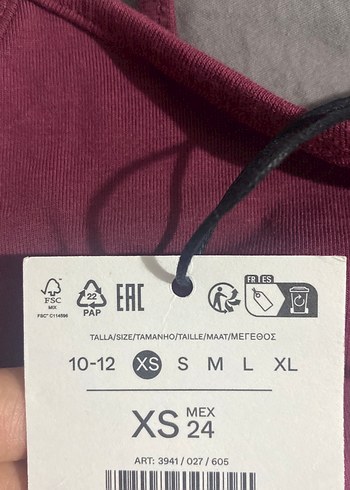 FSC
MIX
FSC® C114599
22
PAP
EAC
FR ES
TALLA/SIZE/TAMANHO/TAILLE/MAAT/ΜΕΓΕΘΟΣ
10-12 XS S M L XL
XS MEX 24
ART: 3941 / 027 / 605